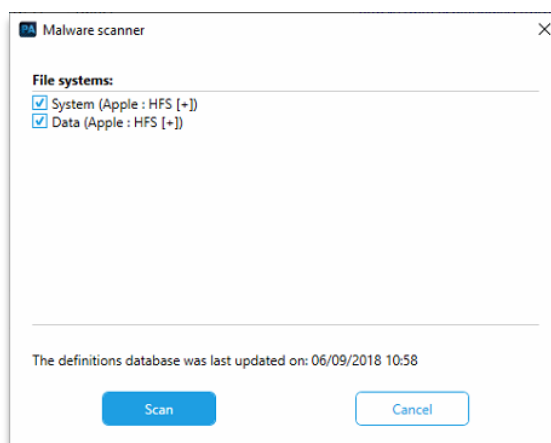 PA Malware scanner
File systems:
System (Apple : HFS [+])
Data (Apple : HFS [+])
The definitions database was last updated on: 06/09/2018 10:58
Scan Cancel